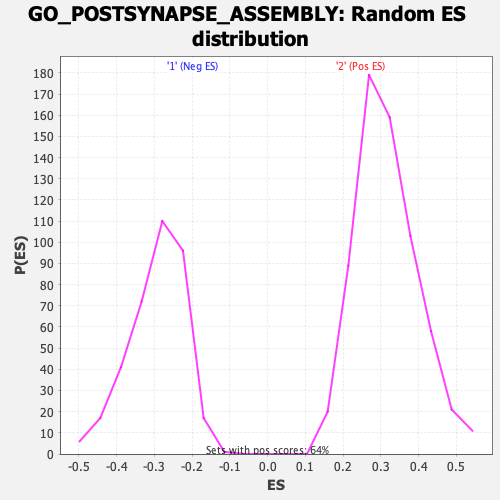 GO_POSTSYNAPSE_ASSEMBLY: Random ES
distribution
'1' (Neg ES) '2' (Pos ES)
180
170
160
150
140
130
120
110
100
90
80
70
60
50
40
30
20
10
0
P(ES)
Sets with pos scores: 64%
-0.5 -0.4 -0.3 -0.2 -0.1 0.0 0.1 0.2 0.3 0.4 0.5
ES